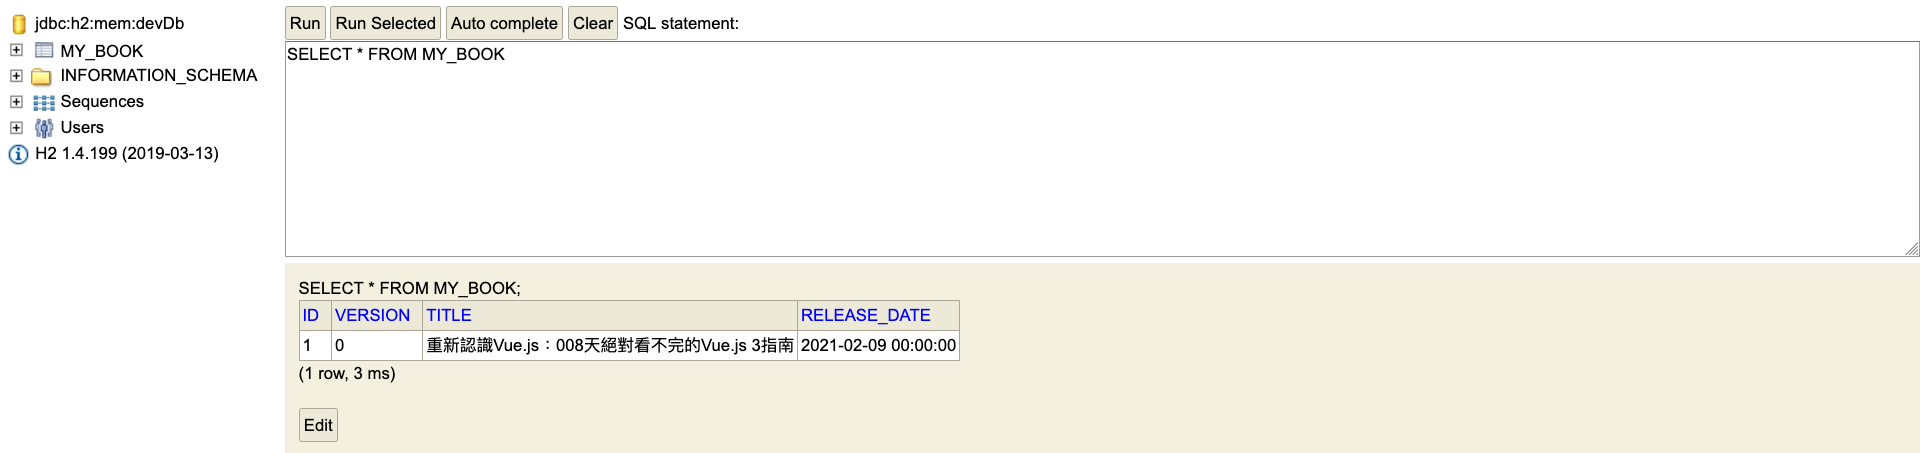 jdbc:h2:mem:devDb
MY_BOOK
INFORMATION_SCHEMA
Sequences
Users
H2 1.4.199 (2019-03-13)
Run Run Selected Auto complete Clear SQL statement:
SELECT * FROM MY_BOOK
SELECT * FROM MY_BOOK;
ID VERSION TITLE RELEASE_DATE
1 0 重新認識Vue.js：008天絕對看不完的Vue.js 3指南 2021-02-09 00:00:00
(1 row, 3 ms)
Edit